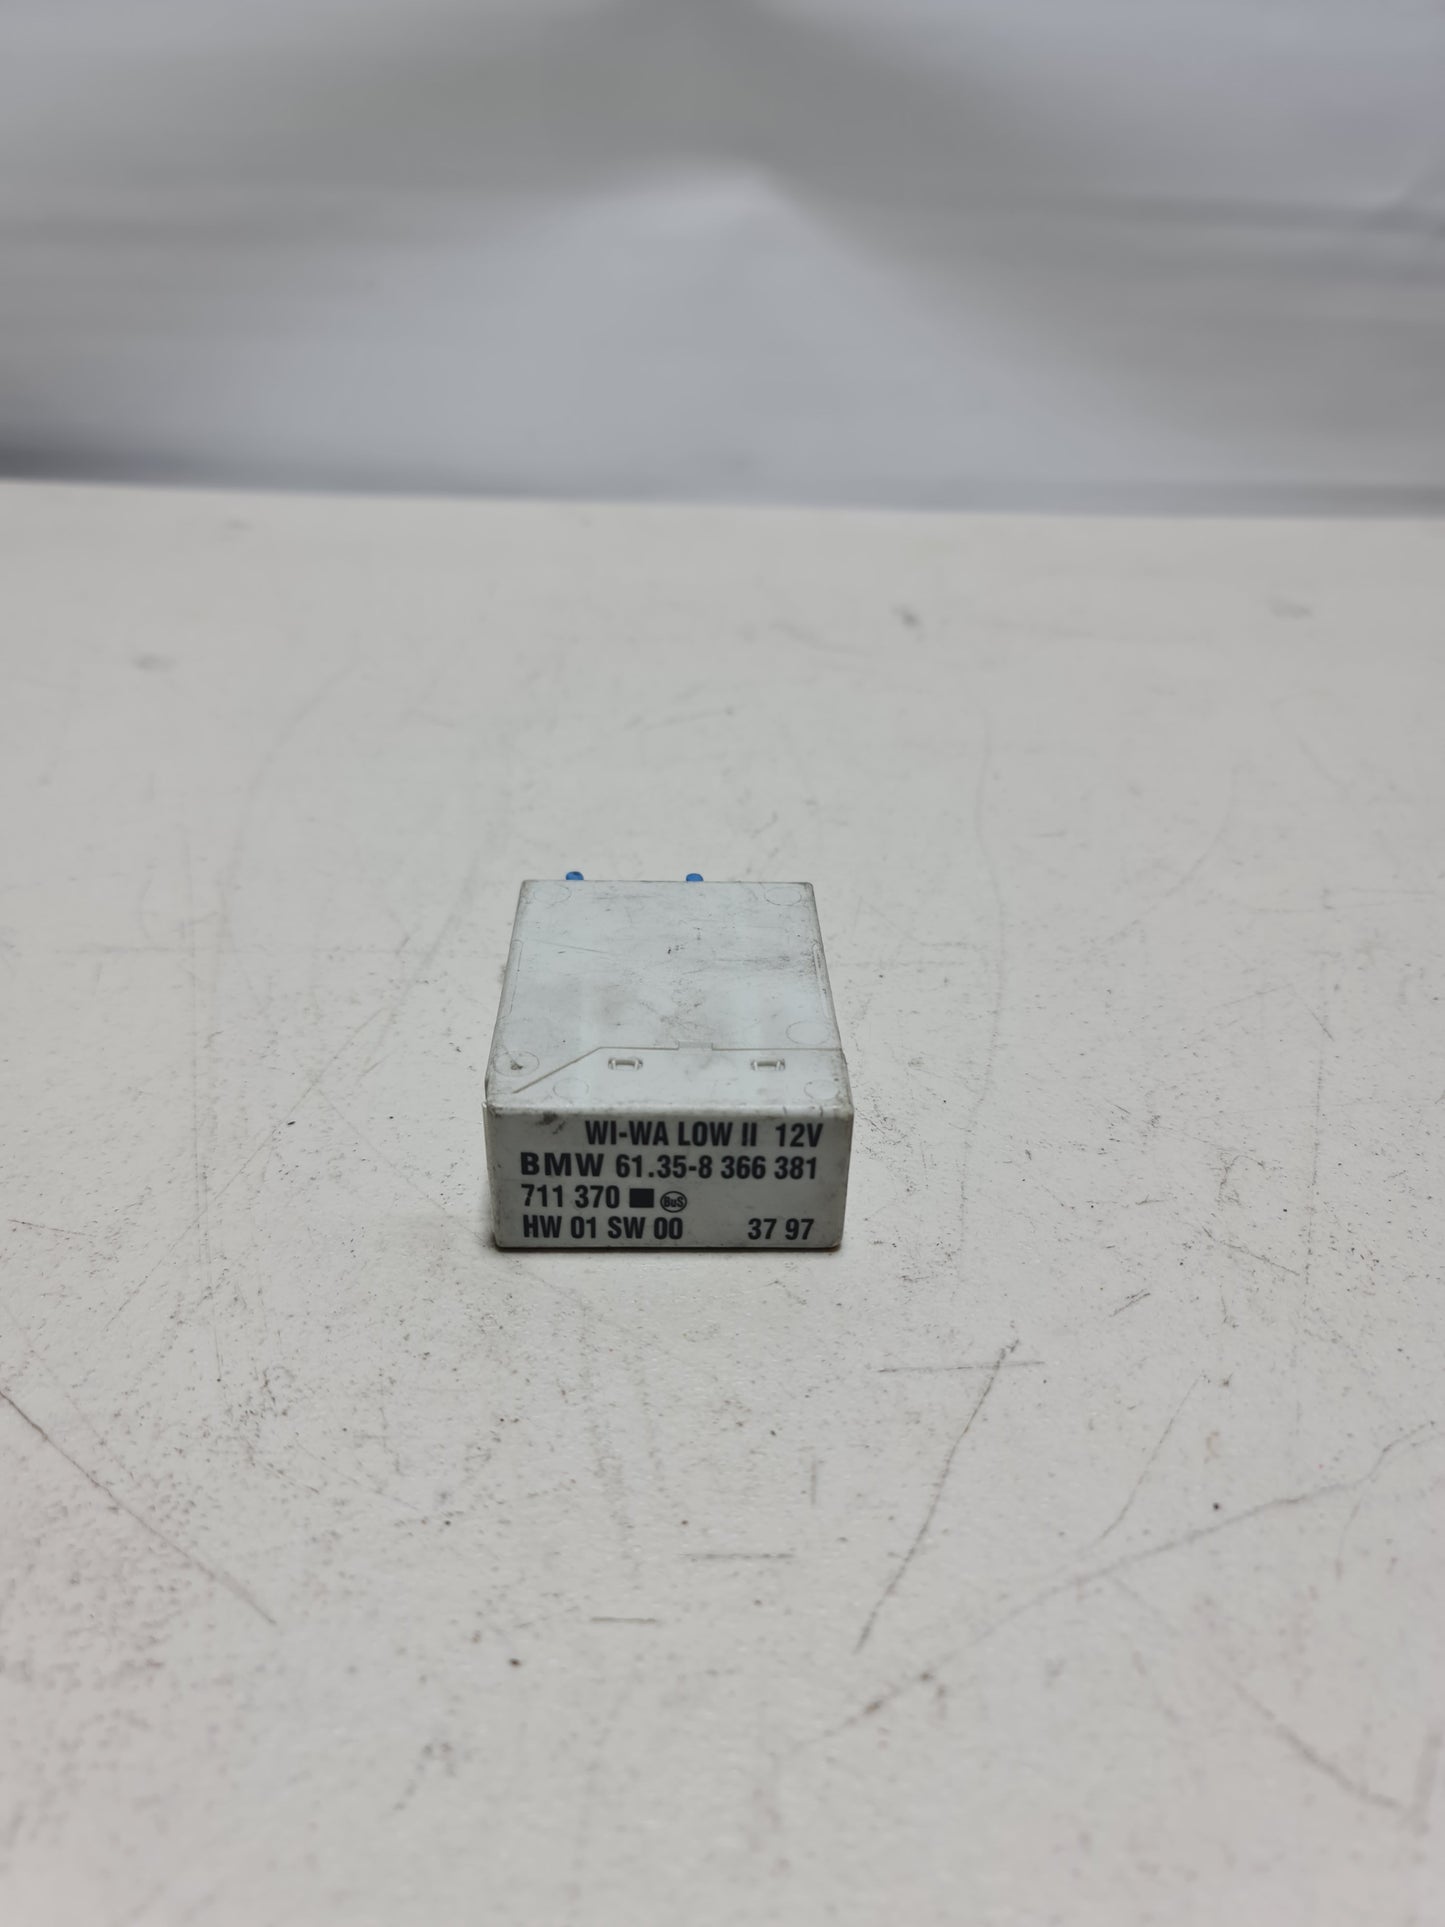 WI-WA LOW II 12V
BMW 61.35-8 366 381
711 370 BuS
HW 01 SW 00 37 97